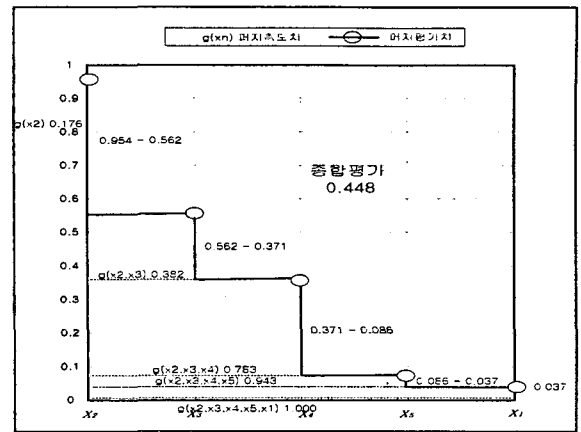 g(xn) 퍼지측도치 퍼지평가치
1
0.9
g(x2) 0.176
0.8
0.7
0.6
0.5
0.4
0.3
0.2
0.1
0
0.954 - 0.562
종합평가
0.448
0.562 - 0.371
g(x2,x3) 0.382
0.371 - 0.086
g(x2,x3,x4) 0.763
g(x2,x3,x4,x5) 0.943
0.086 - 0.037
0.037
g(x2,x3,x4,x5,x1) 1.000
X₂ X₃ X₄ X₅ X₁